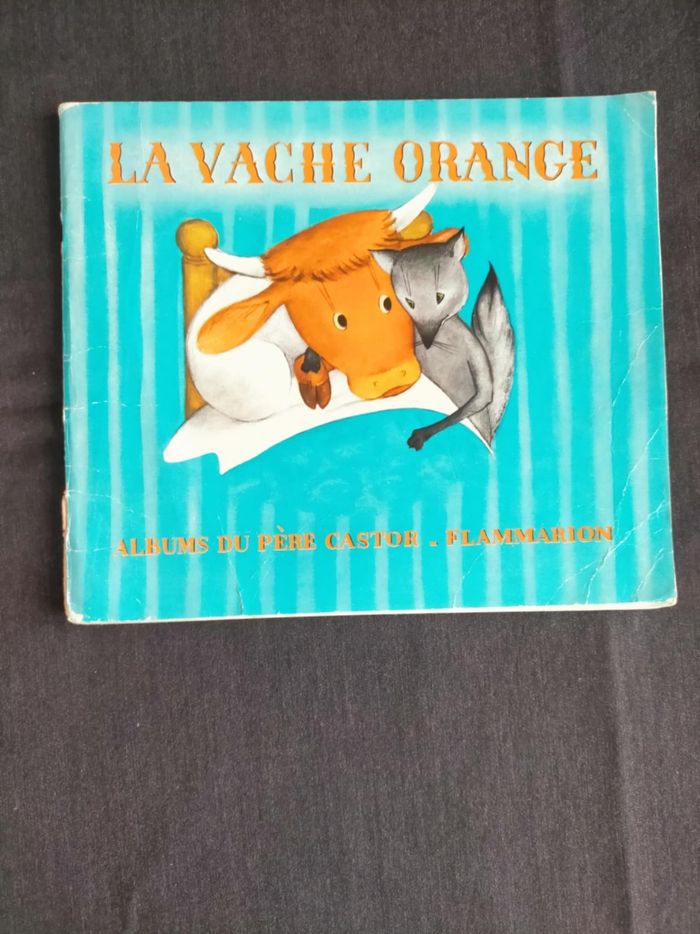 LA VACHE ORANGE
ALBUMS DU PÈRE CASTOR - FLAMMARION